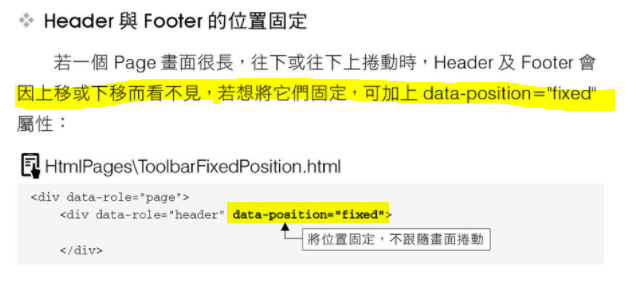 ❖ Header 與 Footer 的位置固定
若一個 Page 畫面很長，往下或往下上捲動時，Header 及 Footer 會
因上移或下移而看不見，若想將它們固定，可加上 data-position="fixed"
屬性：
HtmlPages\ToolbarFixedPosition.html
<div data-role="page">
<div data-role="header" data-position="fixed">
將位置固定，不跟隨畫面捲動
</div>